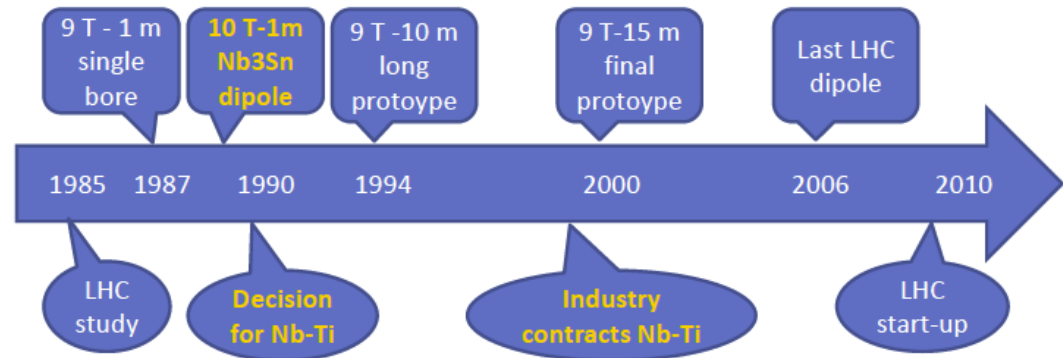 9 T - 1 m
single
bore
10 T-1m
Nb3Sn
dipole
9 T -10 m
long
protoype
9 T-15 m
final
protoype
Last LHC
dipole
1985
1987
1990
1994
2000
2006
2010
LHC
study
Decision
for Nb-Ti
Industry
contracts Nb-Ti
LHC
start-up